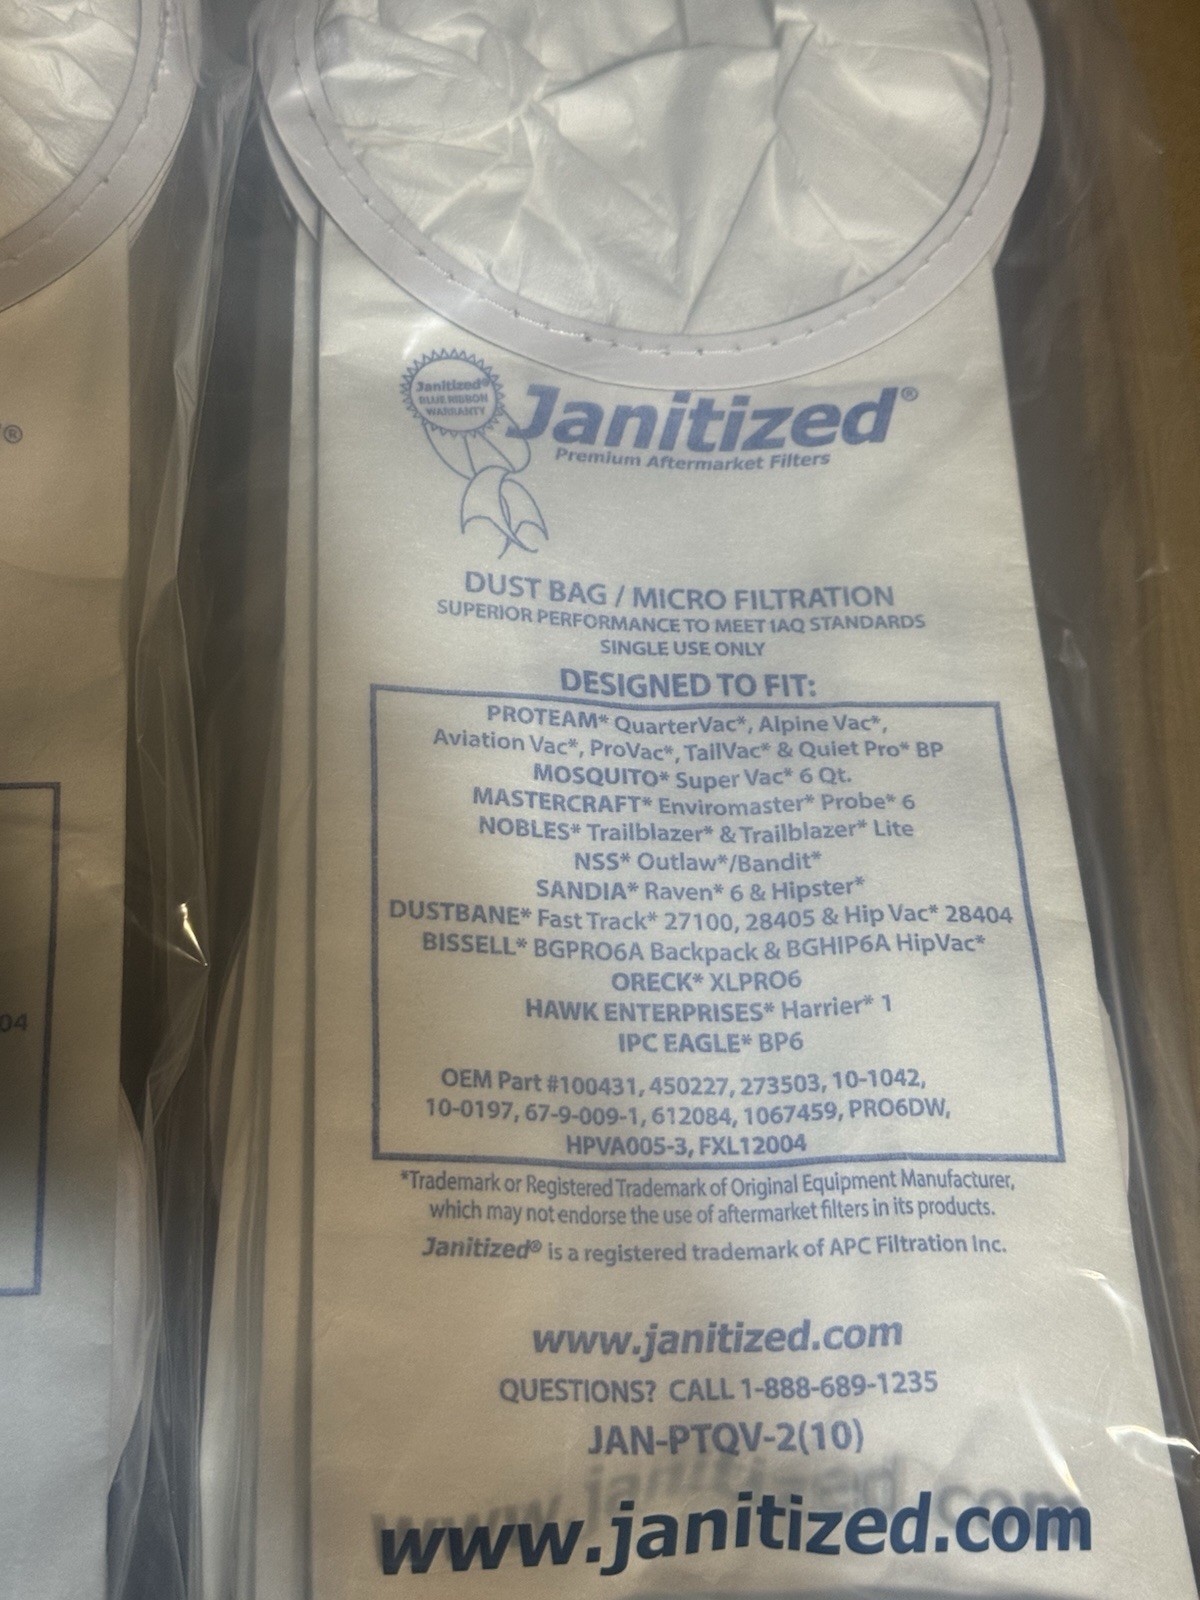 ®
04
Janitized®
BLUE RIBBON
WARRANTY
Janitized®
Premium Aftermarket Filters
DUST BAG / MICRO FILTRATION
SUPERIOR PERFORMANCE TO MEET 1AQ STANDARDS
SINGLE USE ONLY
DESIGNED TO FIT:
PROTEAM* QuarterVac*, Alpine Vac*,
Aviation Vac*, ProVac*, TailVac* & Quiet Pro* BP
MOSQUITO* Super Vac* 6 Qt.
MASTERCRAFT* Enviromaster* Probe* 6
NOBLES* Trailblazer* & Trailblazer* Lite
NSS* Outlaw*/Bandit*
SANDIA* Raven* 6 & Hipster*
DUSTBANE* Fast Track* 27100, 28405 & Hip Vac* 28404
BISSELL* BGPRO6A Backpack & BGHIP6A HipVac*
ORECK* XLPRO6
HAWK ENTERPRISES* Harrier* 1
IPC EAGLE* BP6
OEM Part #100431, 450227, 273503, 10-1042,
10-0197, 67-9-009-1, 612084, 1067459, PRO6DW,
HPVA005-3, FXL12004
*Trademark or Registered Trademark of Original Equipment Manufacturer,
which may not endorse the use of aftermarket filters in its products.
Janitized® is a registered trademark of APC Filtration Inc.
www.janitized.com
QUESTIONS? CALL 1-888-689-1235
JAN-PTQV-2(10)
www.janitized.com